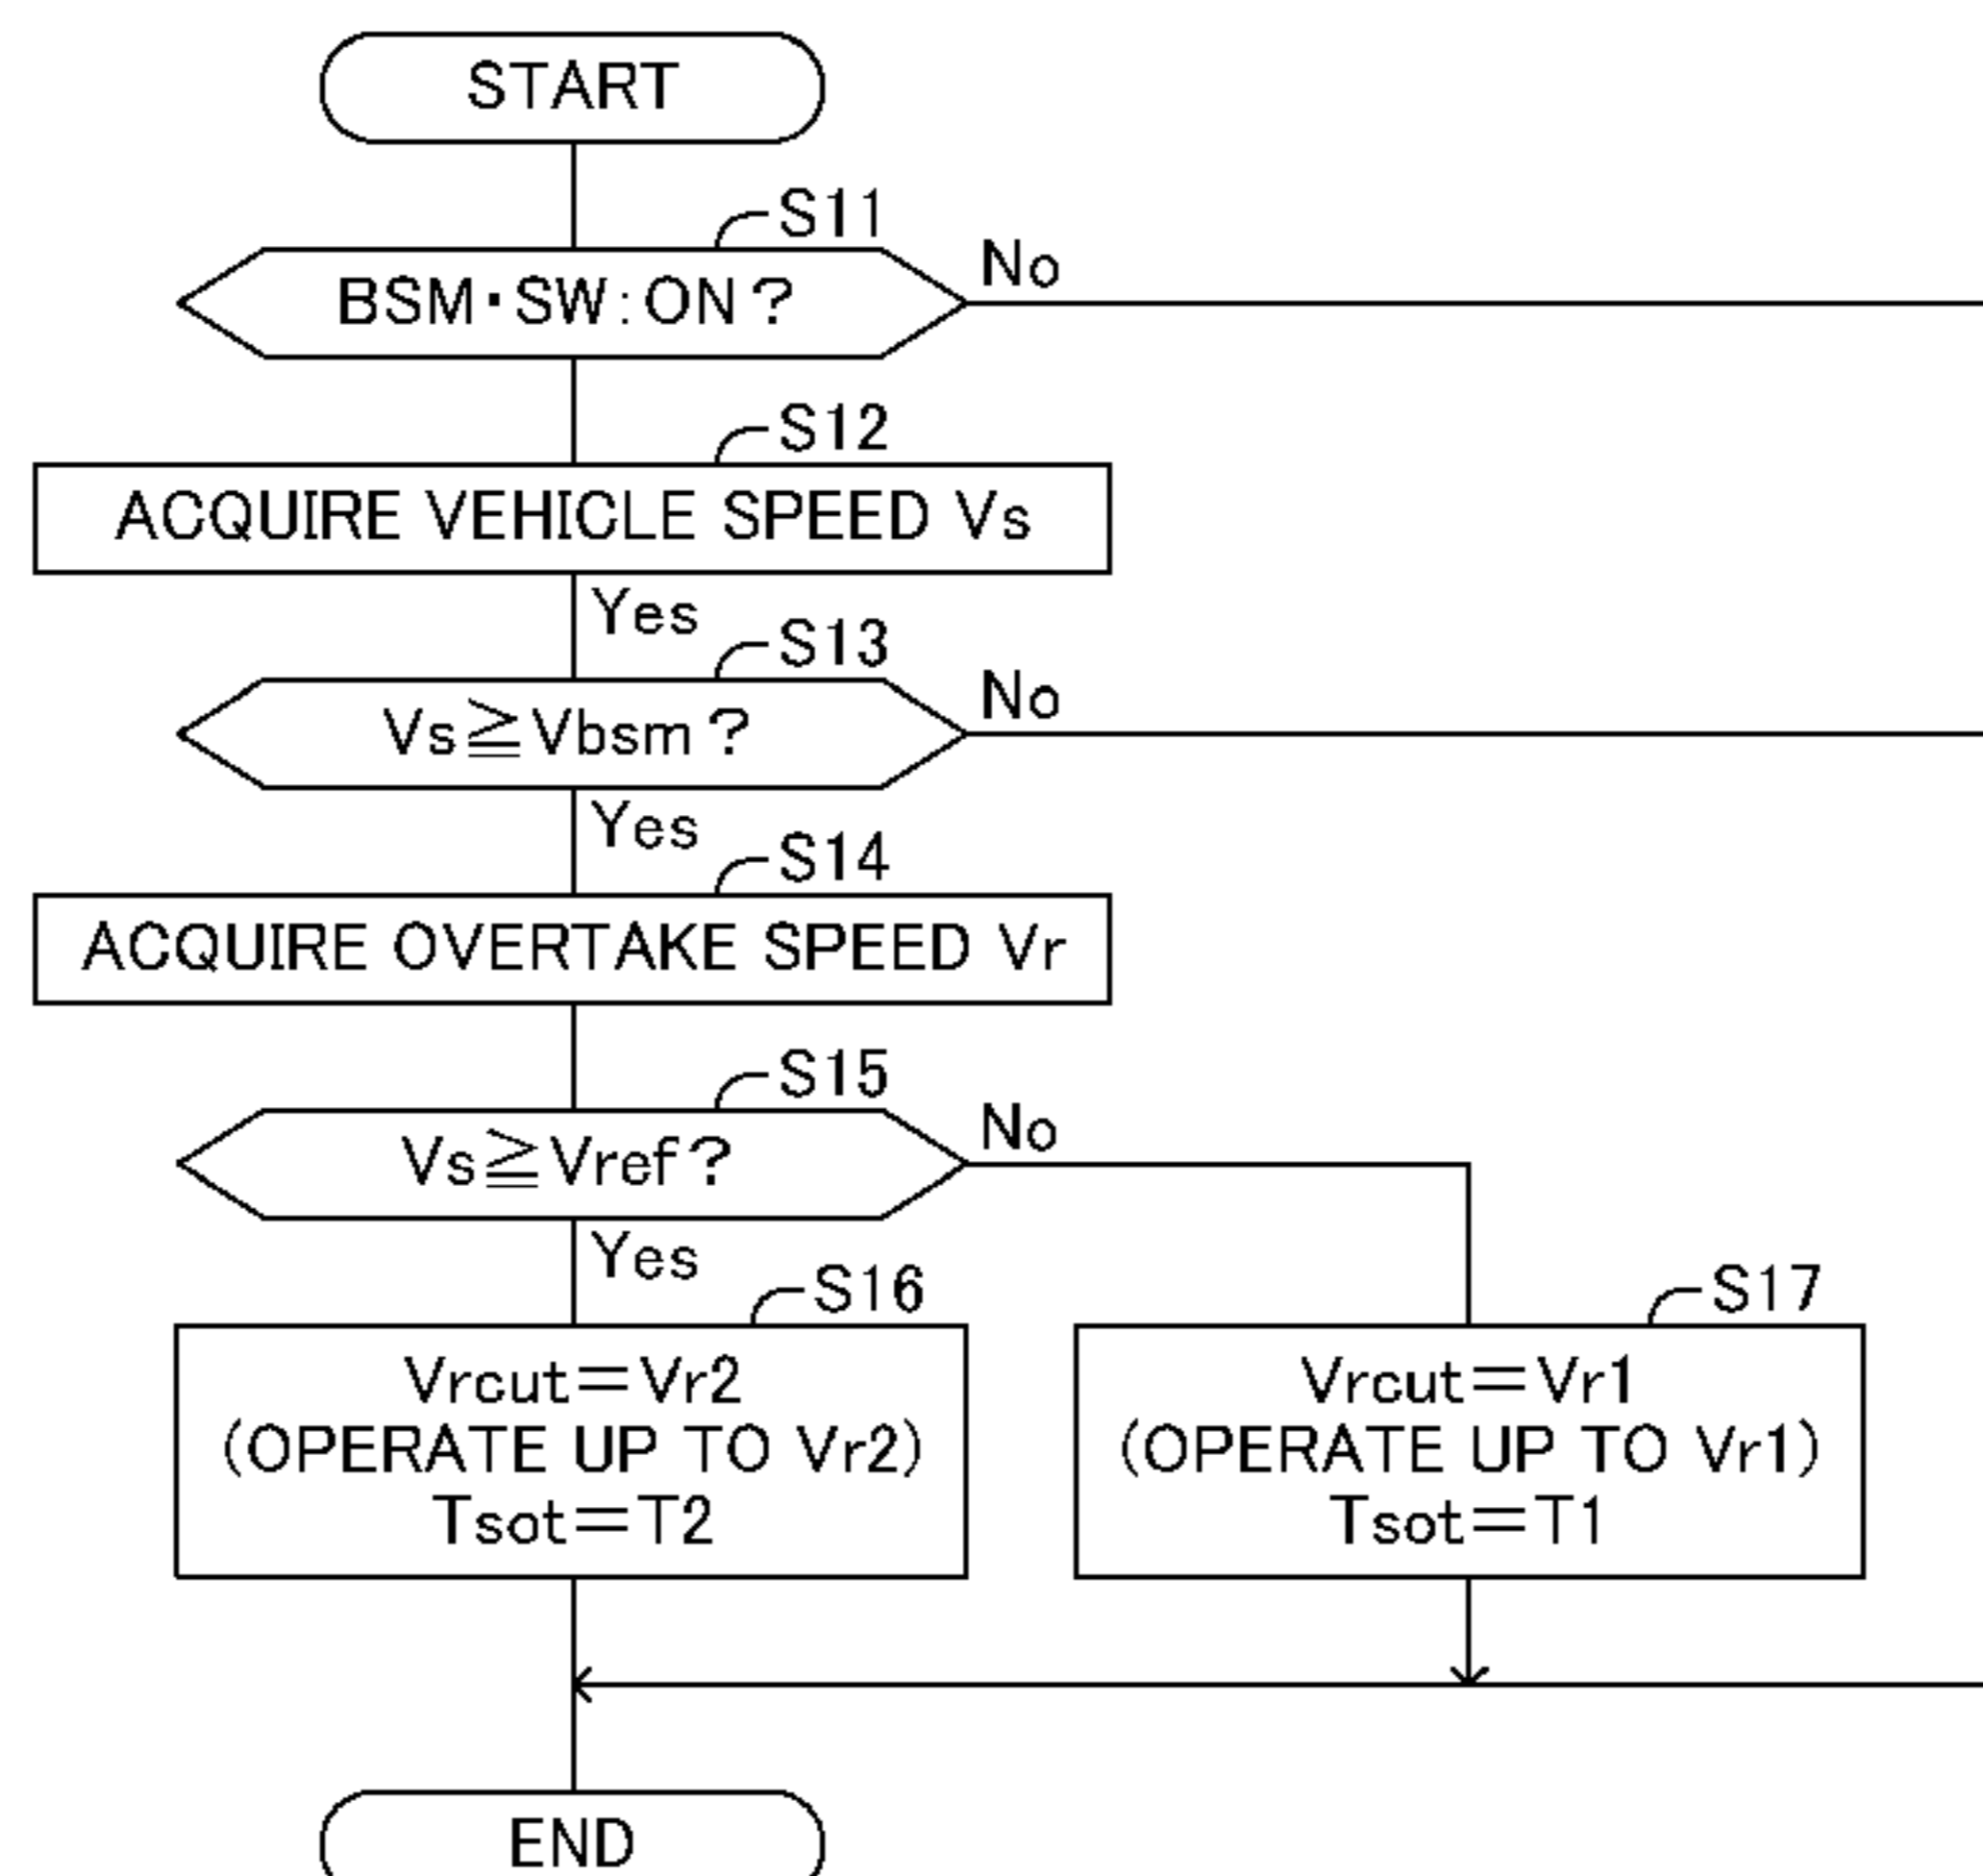 START
S11
BSM・SW:ON?
No
S12
ACQUIRE VEHICLE SPEED Vs
Yes
S13
Vs≧Vbsm?
No
Yes
S14
ACQUIRE OVERTAKE SPEED Vr
S15
Vs≧Vref?
No
Yes
S16
Vrcut=Vr2
(OPERATE UP TO Vr2)
Tsot=T2
S17
Vrcut=Vr1
(OPERATE UP TO Vr1)
Tsot=T1
END